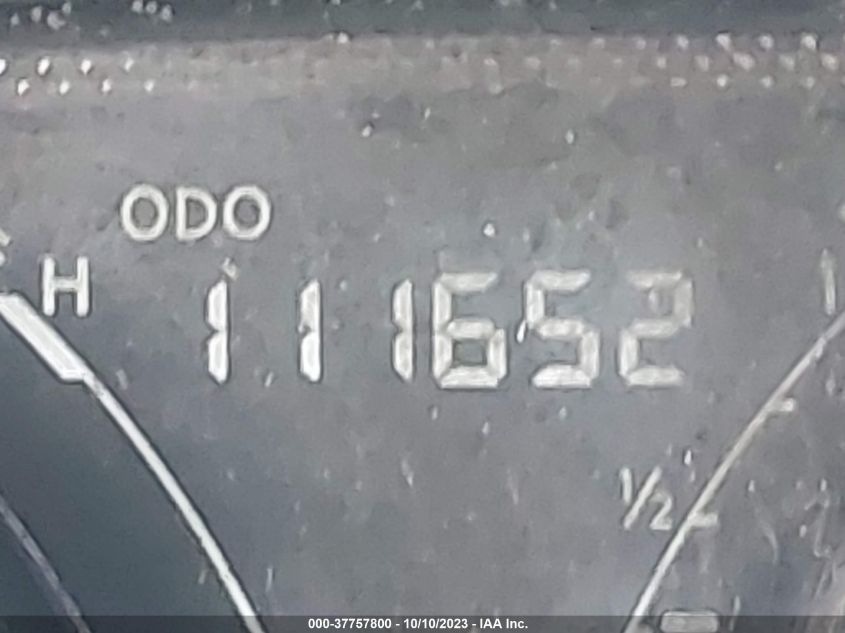 ODO
H
111652
1/2
000-37757800 - 10/10/2023 - IAA Inc.